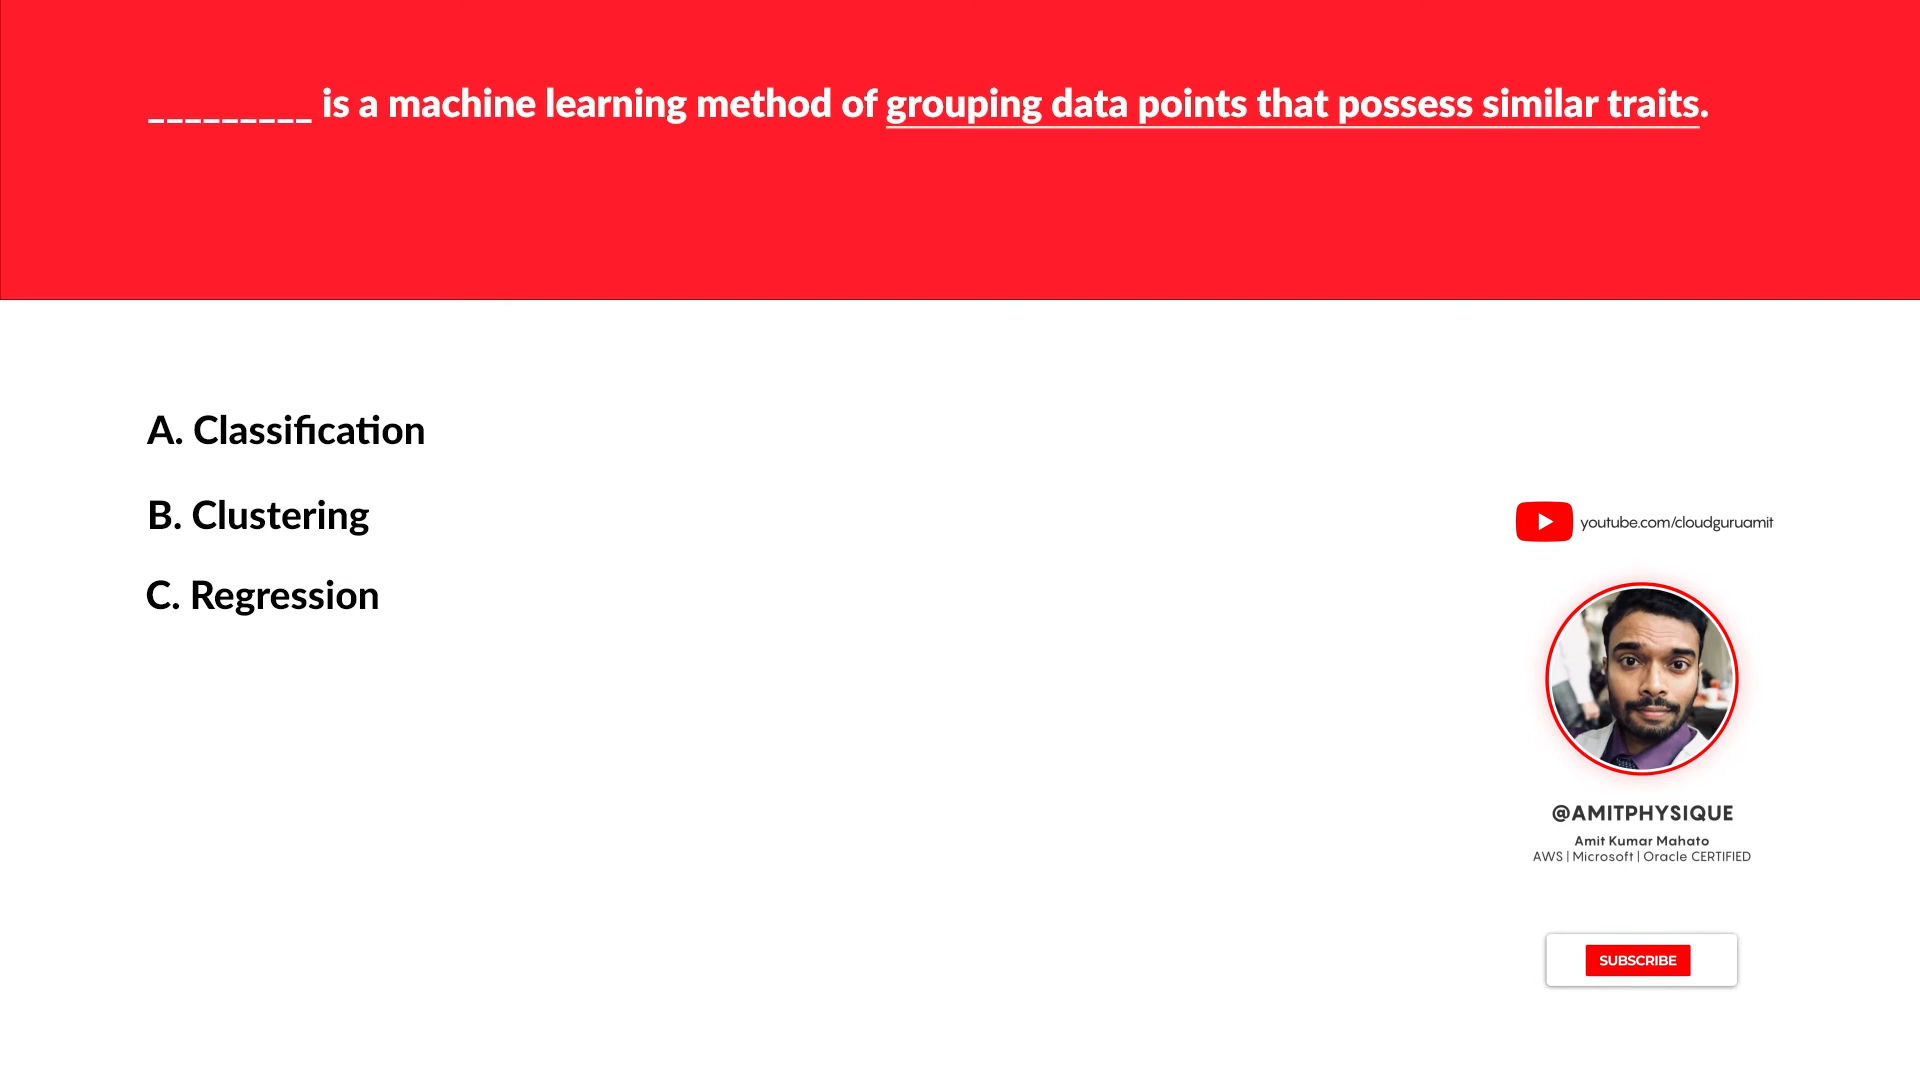 _________ is a machine learning method of grouping data points that possess similar traits.
A. Classification
B. Clustering
C. Regression
youtube.com/cloudguruamit
@AMITPHYSIQUE
Amit Kumar Mahato
AWS | Microsoft | Oracle CERTIFIED
SUBSCRIBE